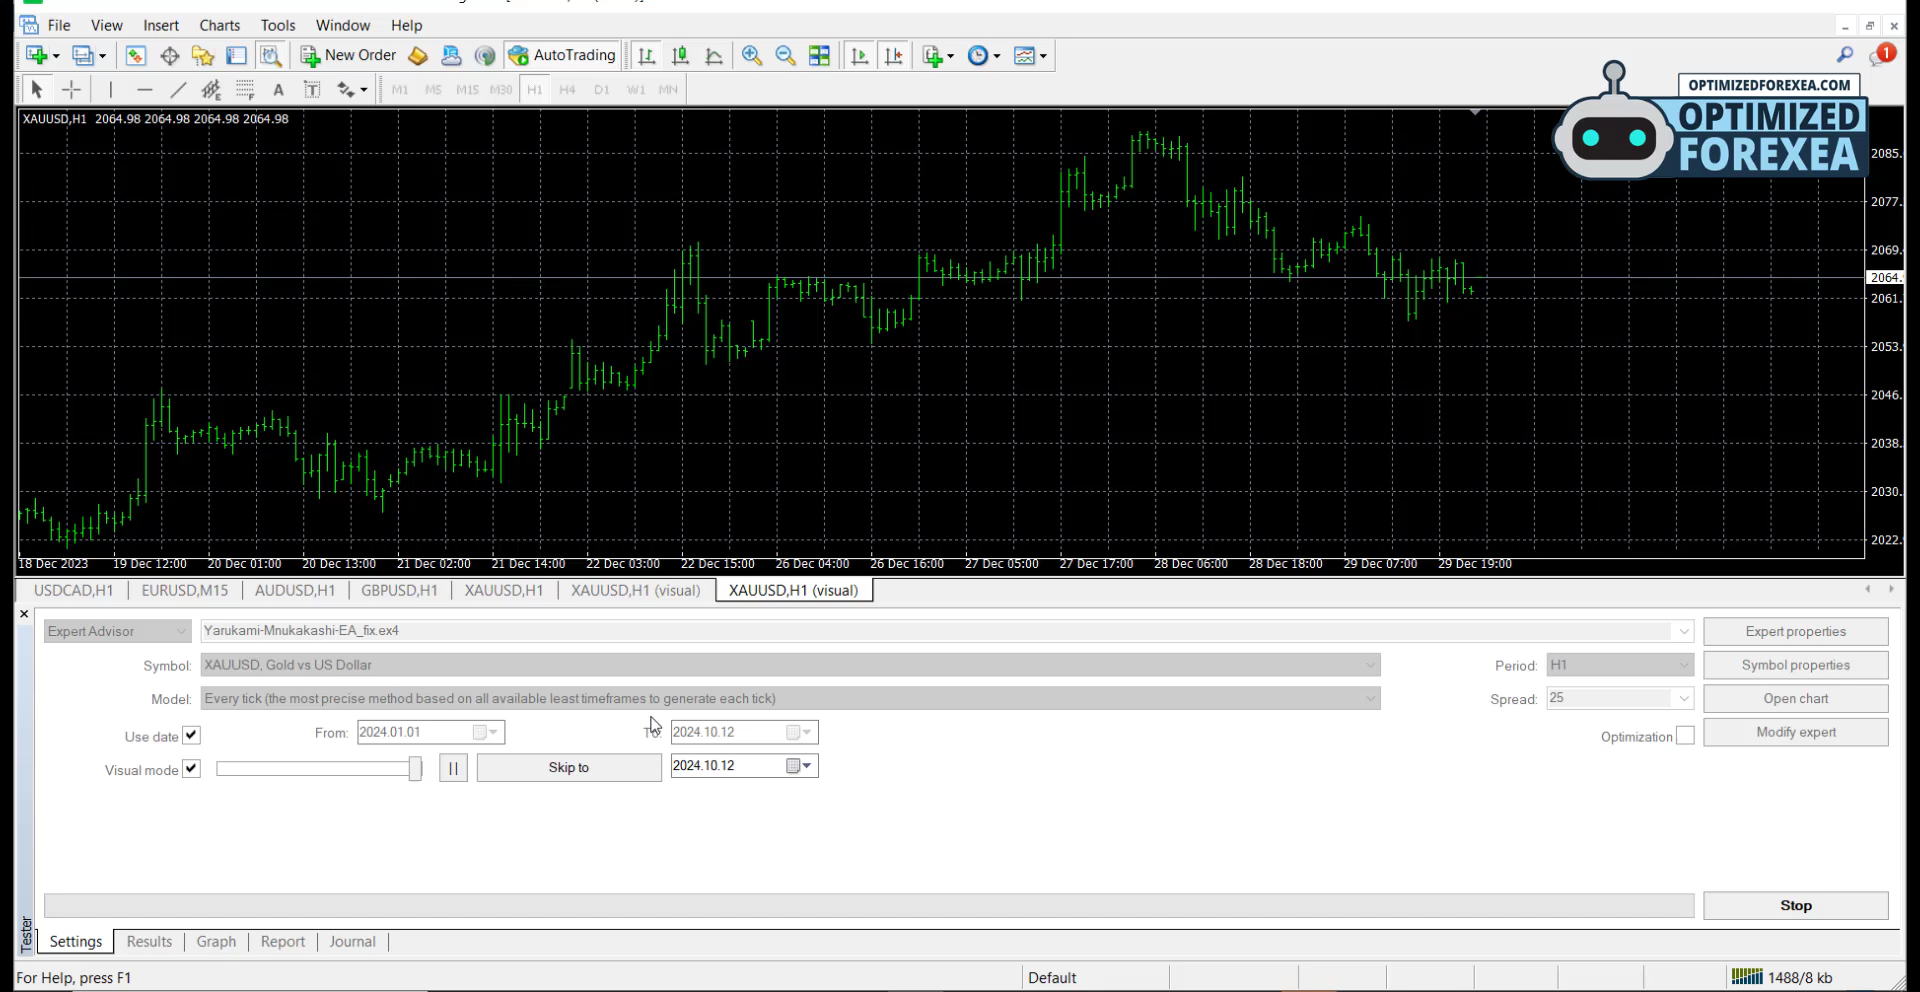 File View Insert Charts Tools Window Help
New Order AutoTrading 1
A T M1 M5 M15 M30 H1 H4 D1 W1 MN
OPTIMIZEDFOREXEA.COM
OPTIMIZED
FOREXEA
XAUUSD,H1 2064.98 2064.98 2064.98 2064.98
2085.
2077.
2069.
2064.
2061.
2053.
2046.
2038.
2030.
2022.
18 Dec 2023 19 Dec 12:00 20 Dec 01:00 20 Dec 13:00 21 Dec 02:00 21 Dec 14:00 22 Dec 03:00 22 Dec 15:00 26 Dec 04:00 26 Dec 16:00 27 Dec 05:00 27 Dec 17:00 28 Dec 06:00 28 Dec 18:00 29 Dec 07:00 29 Dec 19:00
USDCAD,H1 EURUSD,M15 AUDUSD,H1 GBPUSD,H1 XAUUSD,H1 XAUUSD,H1 (visual) XAUUSD,H1 (visual)
Expert Advisor Yarukami-Mnukakashi-EA_fix.ex4 Expert properties
Symbol: XAUUSD, Gold vs US Dollar Period: H1 Symbol properties
Model: Every tick (the most precise method based on all available least timeframes to generate each tick) Spread: 25 Open chart
Use date From: 2024.01.01 2024.10.12 Optimization Modify expert
Visual mode Skip to 2024.10.12
Stop
Tester
Settings Results Graph Report Journal
For Help, press F1 Default 1488/8 kb